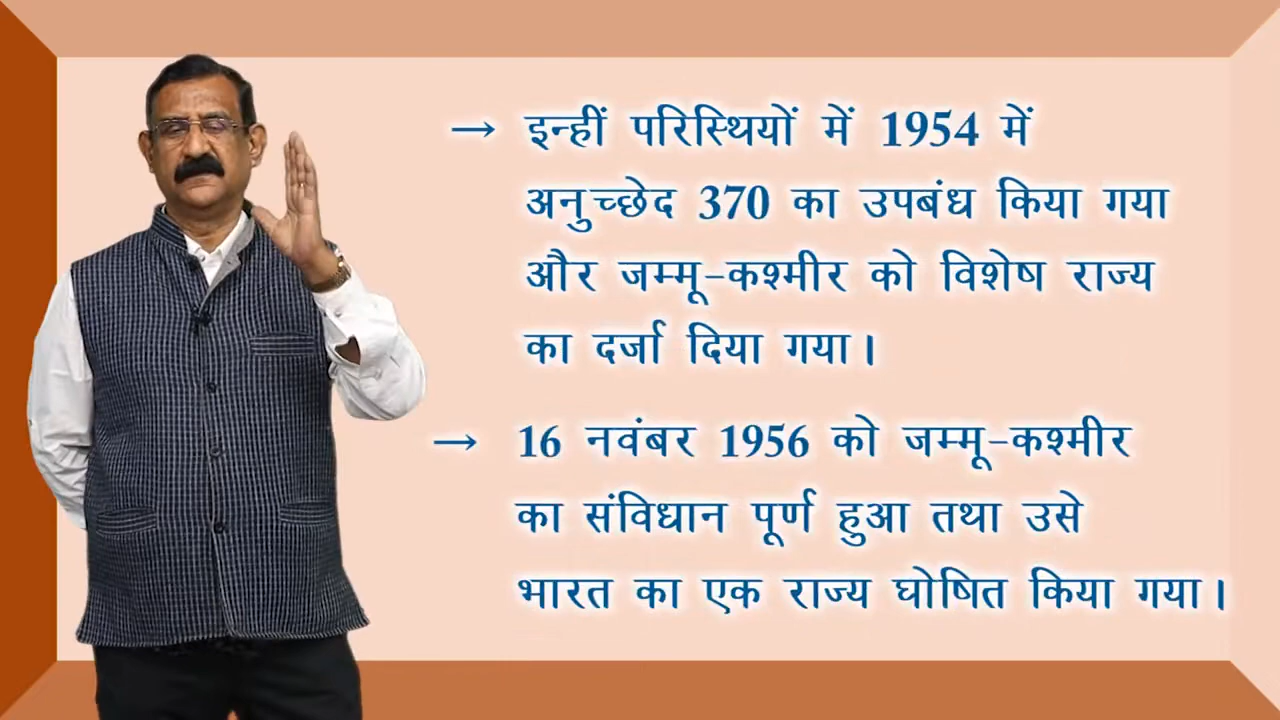 → इन्हीं परिस्थियों में 1954 में
अनुच्छेद 370 का उपबंध किया गया
और जम्मू-कश्मीर को विशेष राज्य
का दर्जा दिया गया।
→ 16 नवंबर 1956 को जम्मू-कश्मीर
का संविधान पूर्ण हुआ तथा उसे
भारत का एक राज्य घोषित किया गया।